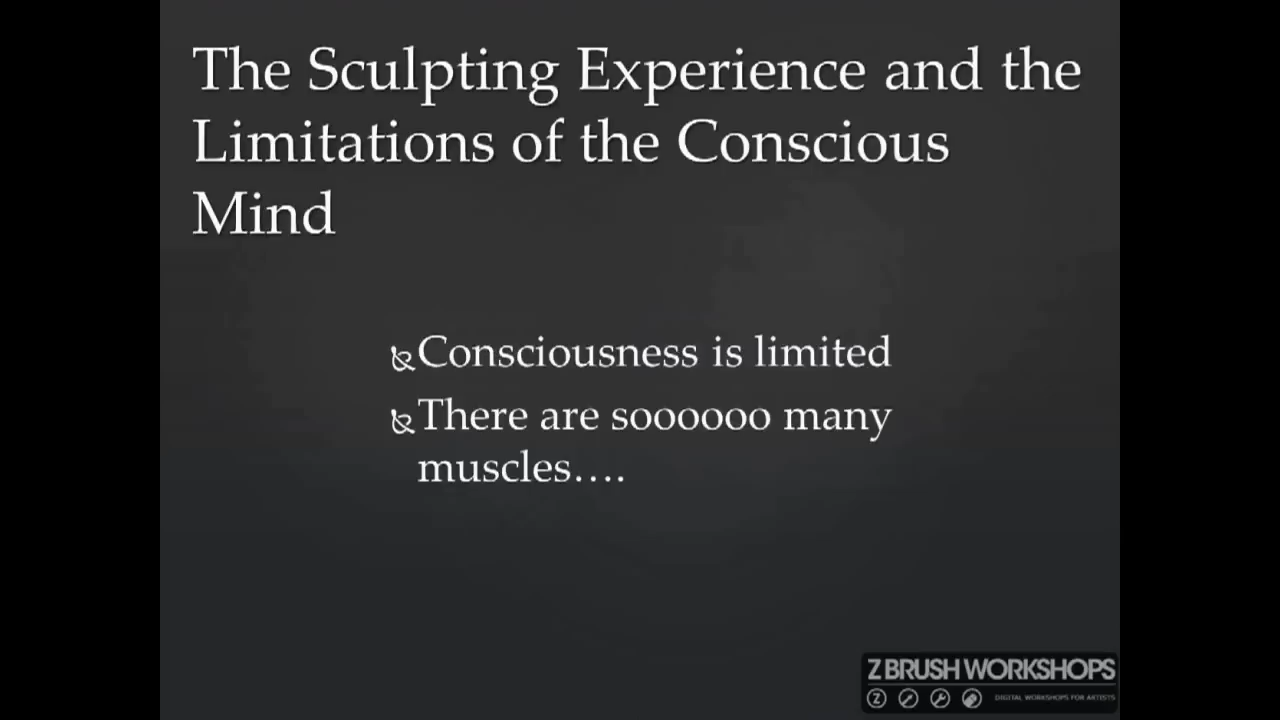 The Sculpting Experience and the
Limitations of the Conscious
Mind
Consciousness is limited
There are soooooo many
muscles….
ZBRUSH WORKSHOPS
Z
DIGITAL WORKSHOPS FOR ARTISTS